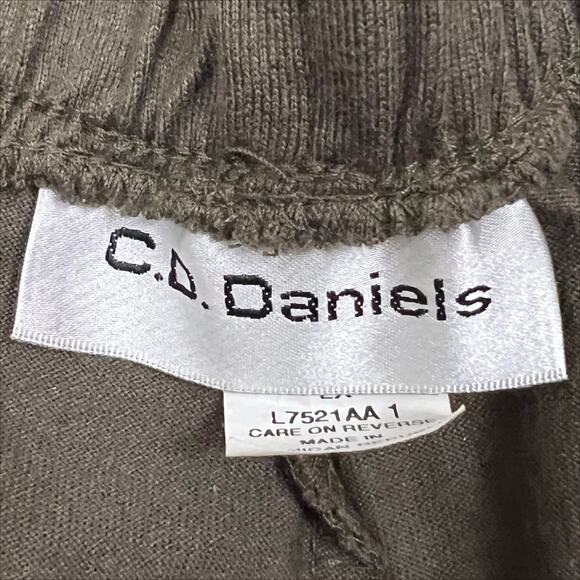 C.D. Daniels
L7521AA 1
CARE ON REVERSE
MADE IN